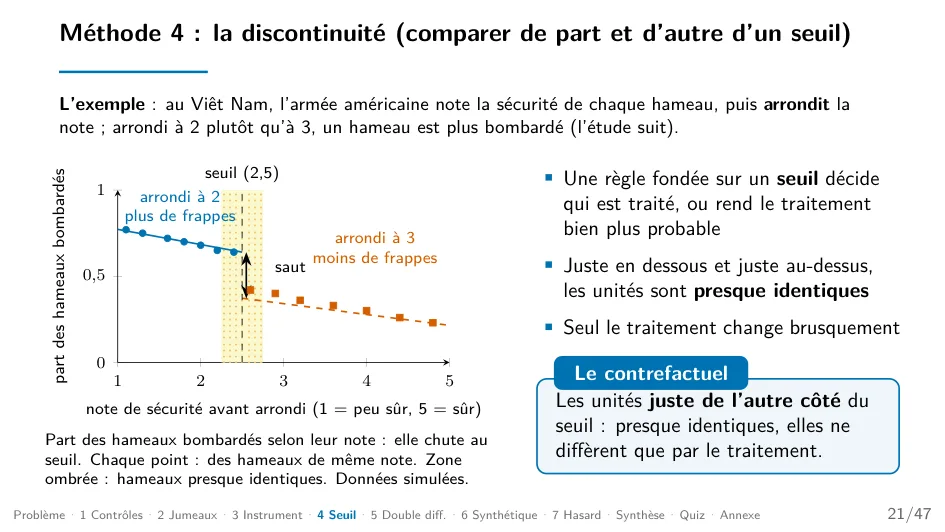 Méthode 4 : la discontinuité (comparer de part et d'autre d'un seuil)
L'exemple : au Viêt Nam, l'armée américaine note la sécurité de chaque hameau, puis arrondit la
note ; arrondi à 2 plutôt qu'à 3, un hameau est plus bombardé (l'étude suit).
seuil (2,5)
part des hameaux bombardés
1
0,5
0
arrondi à 2
plus de frappes
arrondi à 3
moins de frappes
saut
1 2 3 4 5
note de sécurité avant arrondi (1 = peu sûr, 5 = sûr)
Part des hameaux bombardés selon leur note : elle chute au
seuil. Chaque point : des hameaux de même note. Zone
ombrée : hameaux presque identiques. Données simulées.
Une règle fondée sur un seuil décide
qui est traité, ou rend le traitement
bien plus probable
Juste en dessous et juste au-dessus,
les unités sont presque identiques
Seul le traitement change brusquement
Le contrefactuel
Les unités juste de l'autre côté du
seuil : presque identiques, elles ne
diffèrent que par le traitement.
Problème · 1 Contrôles · 2 Jumeaux · 3 Instrument · 4 Seuil · 5 Double diff. · 6 Synthétique · 7 Hasard · Synthèse · Quiz · Annexe
21/47